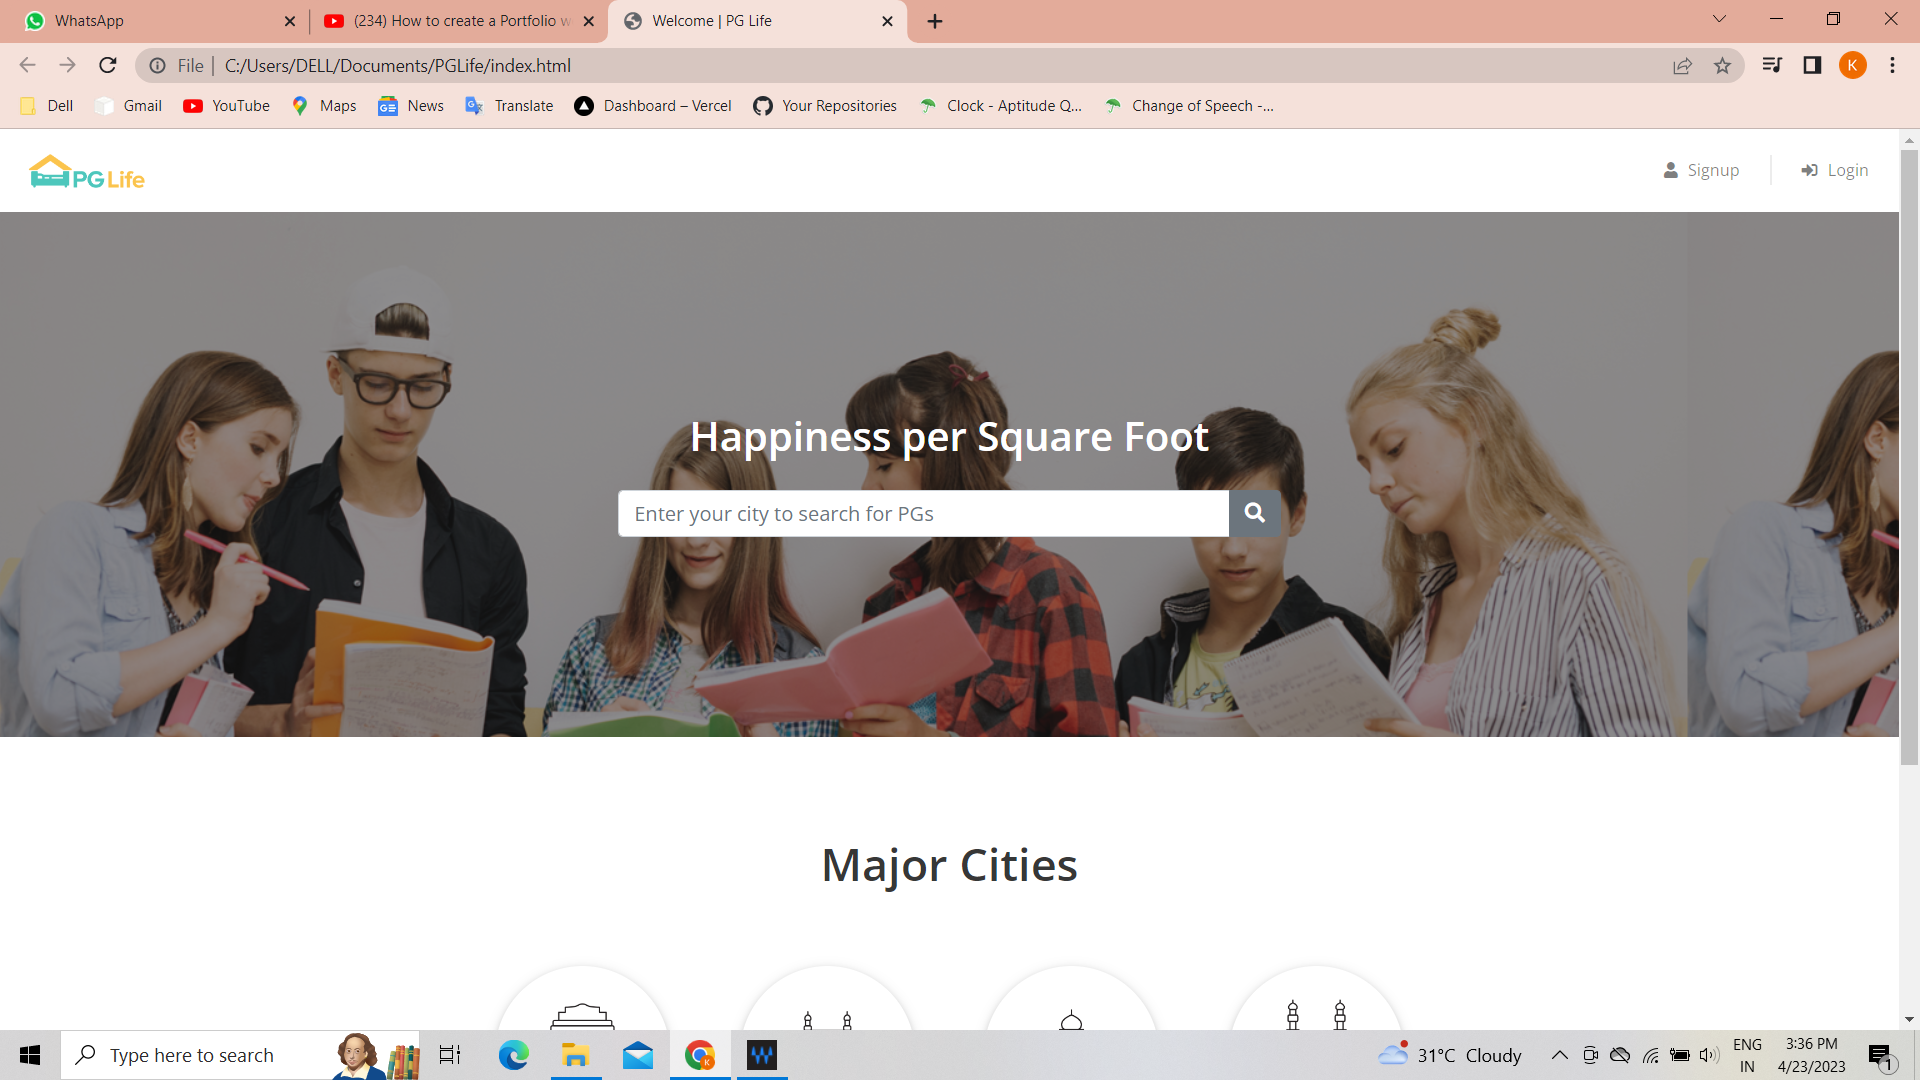 WhatsApp
(234) How to create a Portfolio w
Welcome | PG Life
File
C:/Users/DELL/Documents/PGLife/index.html
K
Dell
Gmail
YouTube
Maps
News
Translate
Dashboard – Vercel
Your Repositories
Clock - Aptitude Q...
Change of Speech -...
PG Life
Signup
Login
Happiness per Square Foot
Enter your city to search for PGs
Major Cities
Type here to search
31°C Cloudy
ENG
IN
3:36 PM
4/23/2023
1